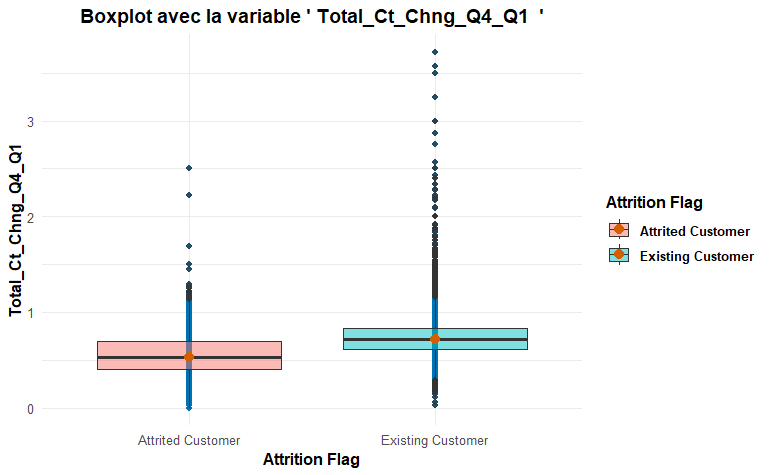 Boxplot avec la variable ' Total_Ct_Chng_Q4_Q1 '
Total_Ct_Chng_Q4_Q1
3
2
1
0
Attrited Customer
Existing Customer
Attrition Flag
Attrition Flag
Attrited Customer
Existing Customer